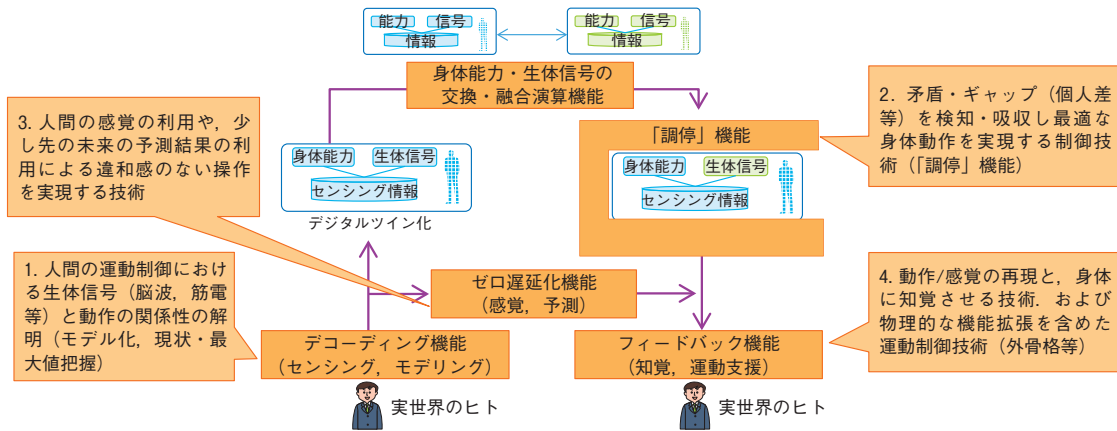 能力 信号
情報
能力 信号
情報
身体能力・生体信号の
交換・融合演算機能
3. 人間の感覚の利用や，少
し先の未来の予測結果の利
用による違和感のない操作
を実現する技術
2. 矛盾・ギャップ（個人差
等）を検知・吸収し最適な
身体動作を実現する制御技
術（「調停」機能）
「調停」機能
身体能力 生体信号
センシング情報
デジタルツイン化
身体能力 生体信号
センシング情報
1. 人間の運動制御におけ
る生体信号（脳波，筋電
等）と動作の関係性の解
明（モデル化，現状・最
大値把握）
ゼロ遅延化機能
（感覚，予測）
4. 動作/感覚の再現と，身体
に知覚させる技術．および
物理的な機能拡張を含めた
運動制御技術（外骨格等）
デコーディング機能
（センシング，モデリング）
フィードバック機能
（知覚，運動支援）
実世界のヒト
実世界のヒト